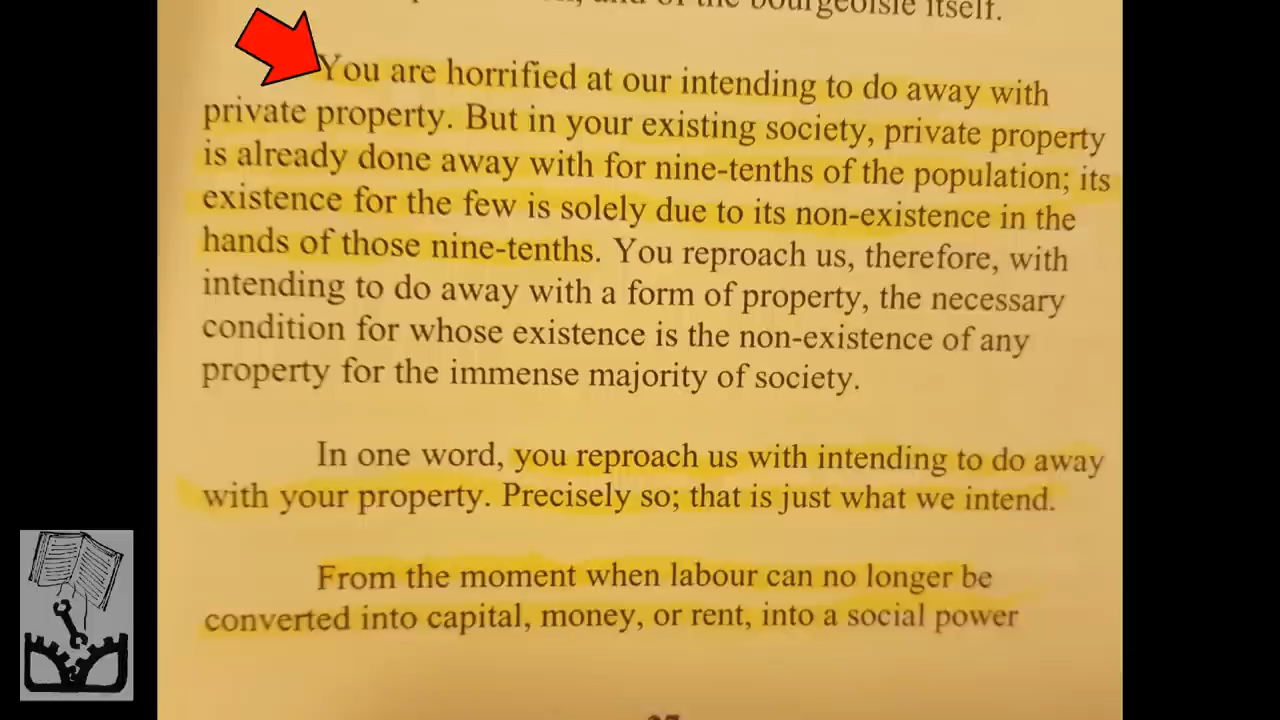 of the bourgeoisie itself.
You are horrified at our intending to do away with
private property. But in your existing society, private property
is already done away with for nine-tenths of the population; its
existence for the few is solely due to its non-existence in the
hands of those nine-tenths. You reproach us, therefore, with
intending to do away with a form of property, the necessary
condition for whose existence is the non-existence of any
property for the immense majority of society.
In one word, you reproach us with intending to do away
with your property. Precisely so; that is just what we intend.
From the moment when labour can no longer be
converted into capital, money, or rent, into a social power